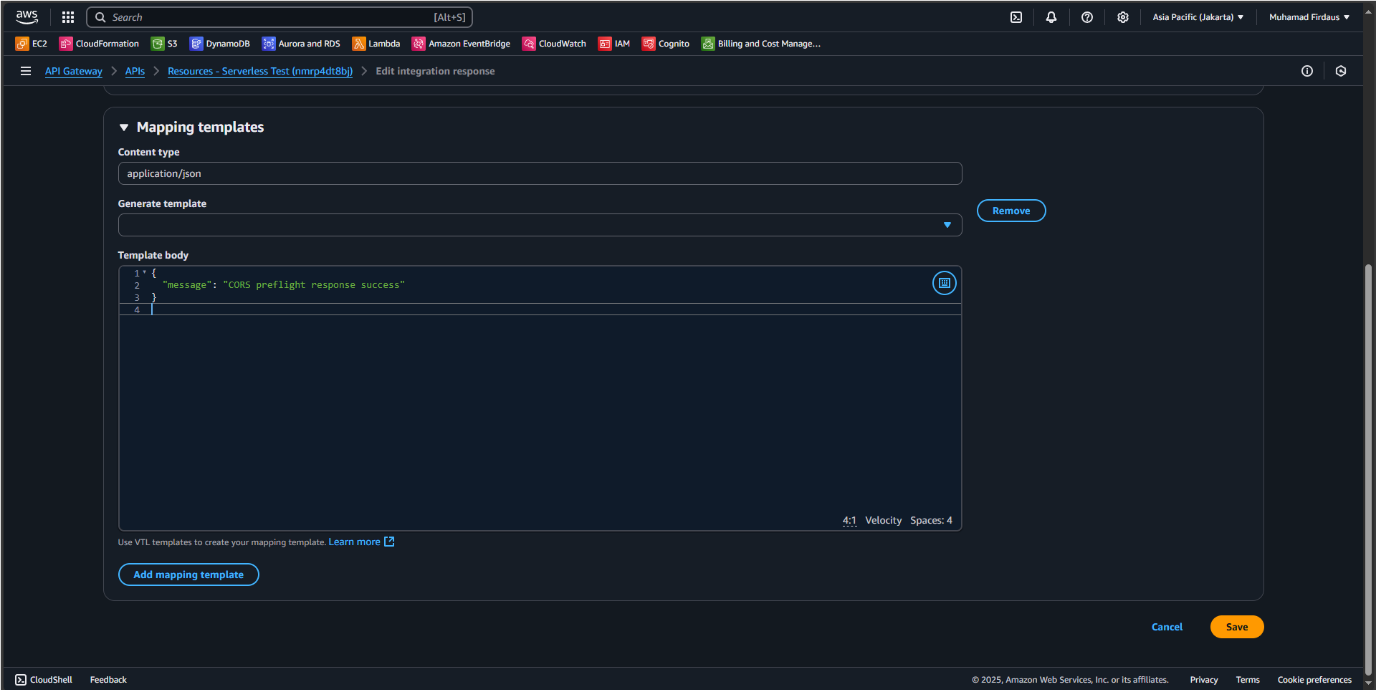 aws Search [Alt+S] Asia Pacific (Jakarta) ▼ Muhamad Firdaus ▼
EC2 CloudFormation S3 DynamoDB Aurora and RDS Lambda Amazon EventBridge CloudWatch IAM Cognito Billing and Cost Manage...
API Gateway > APIs > Resources - Serverless Test (nmrp4dt8bj) > Edit integration response
▼ Mapping templates
Content type
application/json
Generate template
Remove
Template body
1 {
2 "message": "CORS preflight response success"
3 }
4
4:1 Velocity Spaces: 4
Use VTL templates to create your mapping template. Learn more
Add mapping template
Cancel Save
CloudShell Feedback © 2025, Amazon Web Services, Inc. or its affiliates. Privacy Terms Cookie preferences